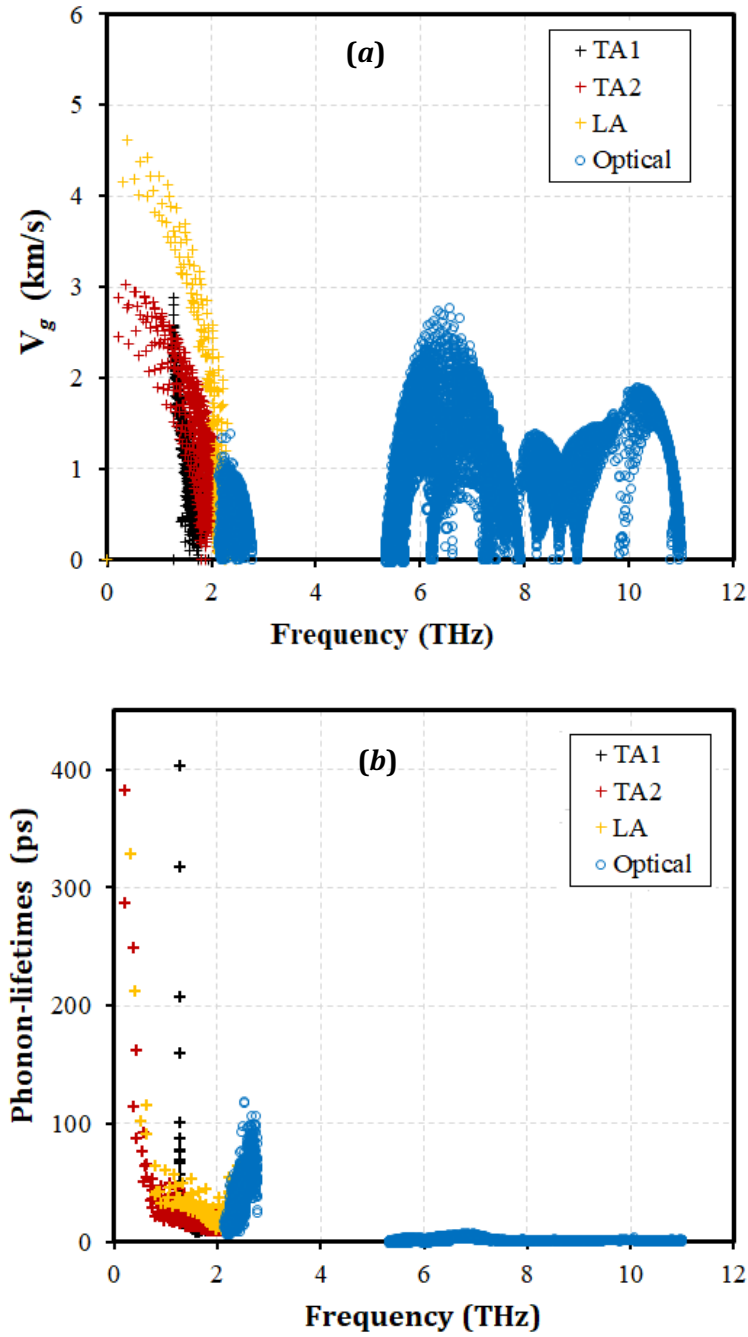 (a)
TA1
TA2
LA
Optical
6
5
4
3
2
1
0
V_g (km/s)
0 2 4 6 8 10 12
Frequency (THz)
(b)
TA1
TA2
LA
Optical
400
300
200
100
0
Phonon-lifetimes (ps)
0 2 4 6 8 10 12
Frequency (THz)